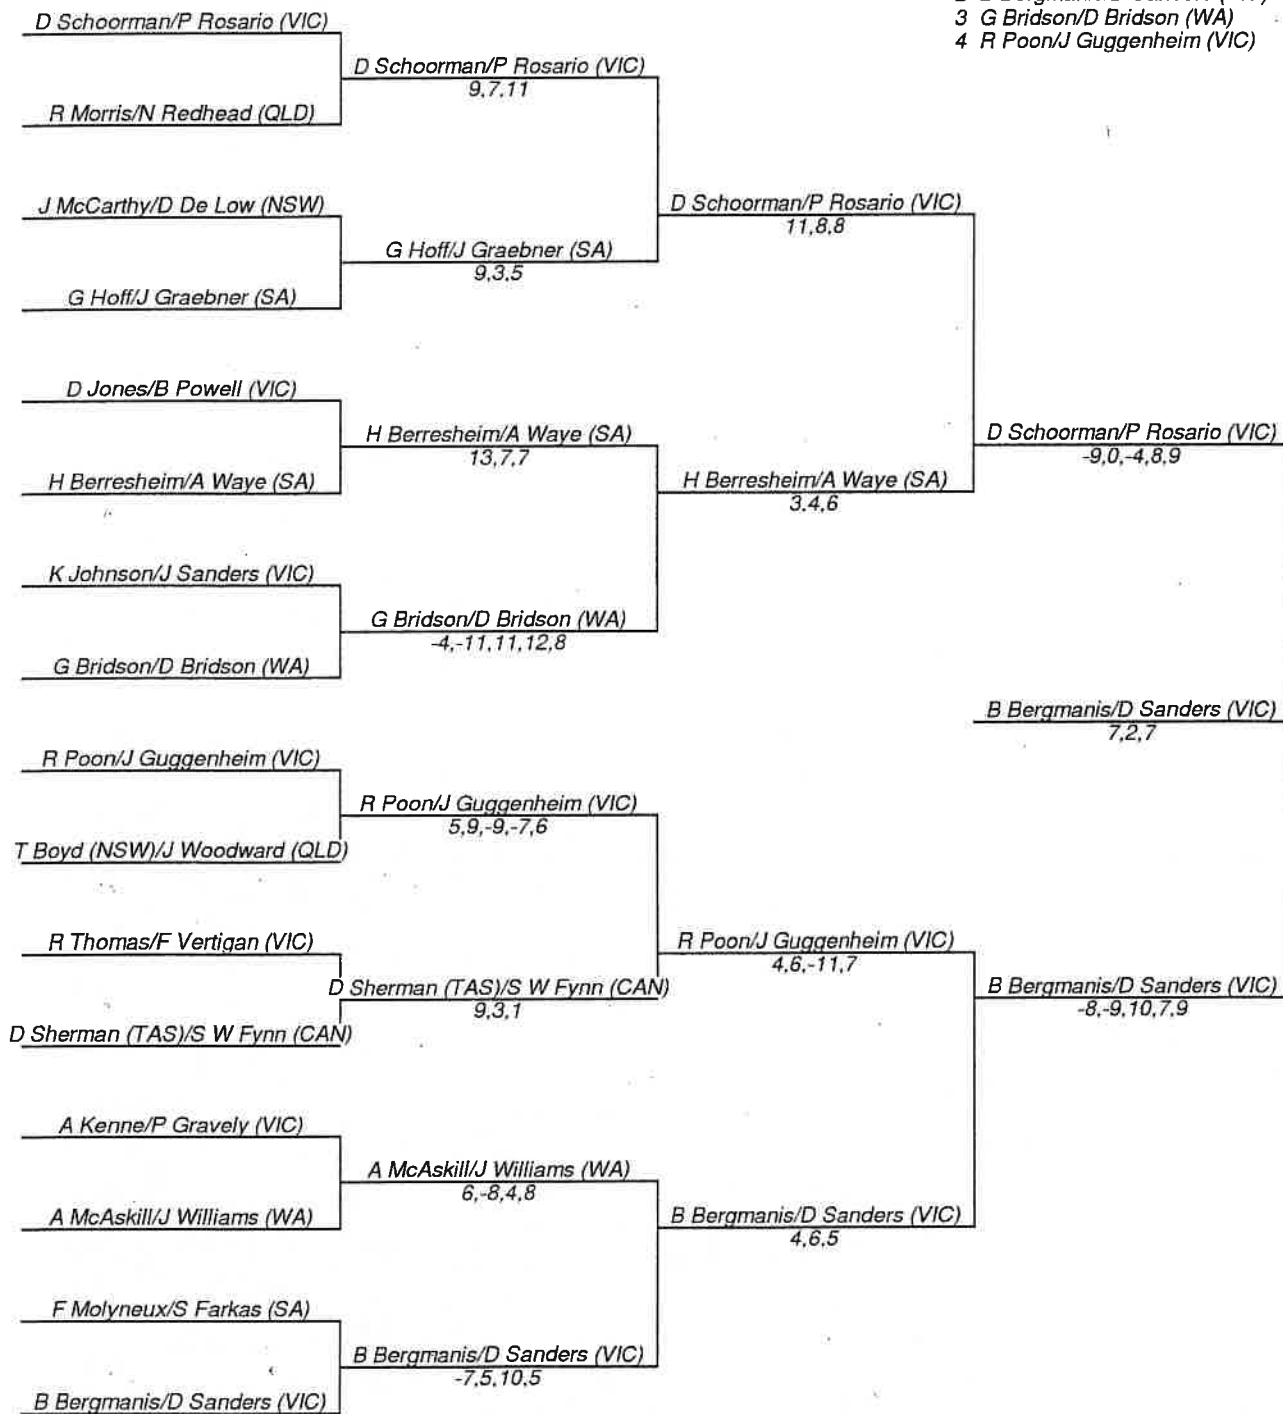 3 G Bridson/D Bridson (WA)
4 R Poon/J Guggenheim (VIC)
D Schoorman/P Rosario (VIC)
R Morris/N Redhead (QLD)
J McCarthy/D De Low (NSW)
G Hoff/J Graebner (SA)
D Jones/B Powell (VIC)
H Berresheim/A Waye (SA)
K Johnson/J Sanders (VIC)
G Bridson/D Bridson (WA)
R Poon/J Guggenheim (VIC)
T Boyd (NSW)/J Woodward (QLD)
R Thomas/F Vertigan (VIC)
D Sherman (TAS)/S W Fynn (CAN)
A Kenne/P Gravely (VIC)
A McAskill/J Williams (WA)
F Molyneux/S Farkas (SA)
B Bergmanis/D Sanders (VIC)
D Schoorman/P Rosario (VIC)
9,7,11
G Hoff/J Graebner (SA)
9,3,5
H Berresheim/A Waye (SA)
13,7,7
G Bridson/D Bridson (WA)
-4,-11,11,12,8
R Poon/J Guggenheim (VIC)
5,9,-9,-7,6
D Sherman (TAS)/S W Fynn (CAN)
9,3,1
A McAskill/J Williams (WA)
6,-8,4,8
B Bergmanis/D Sanders (VIC)
-7,5,10,5
D Schoorman/P Rosario (VIC)
11,8,8
H Berresheim/A Waye (SA)
3,4,6
R Poon/J Guggenheim (VIC)
4,6,-11,7
B Bergmanis/D Sanders (VIC)
4,6,5
D Schoorman/P Rosario (VIC)
-9,0,-4,8,9
B Bergmanis/D Sanders (VIC)
7,2,7
B Bergmanis/D Sanders (VIC)
-8,-9,10,7,9